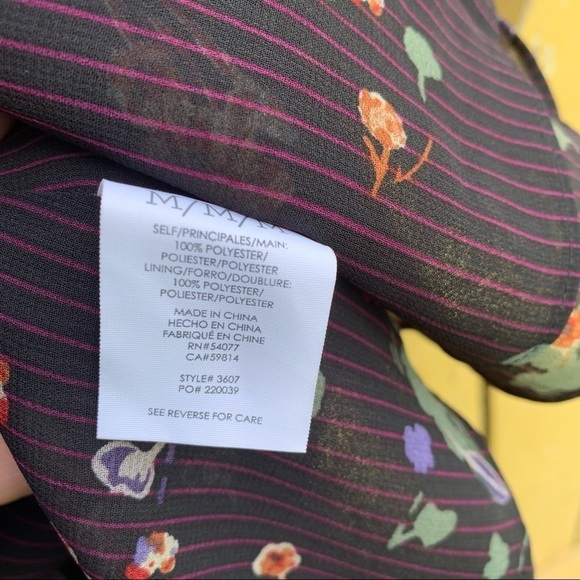 M/M/M
SELF/PRINCIPALES/MAIN:
100% POLYESTER/
POLIESTER/POLYESTER
LINING/FORRO/DOUBLURE:
100% POLYESTER/
POLIESTER/POLYESTER
MADE IN CHINA
HECHO EN CHINA
FABRIQUÉ EN CHINE
RN#54077
CA#59814
STYLE# 3607
PO# 220039
SEE REVERSE FOR CARE